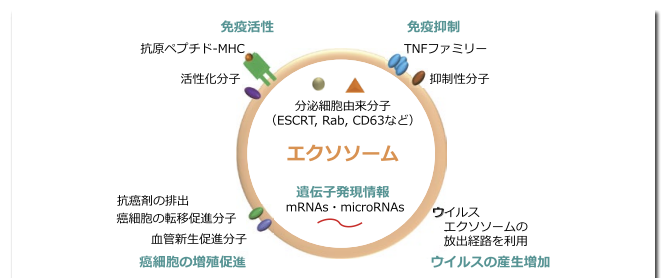 免疫活性
免疫抑制
抗原ペプチド-MHC
TNFファミリー
活性化分子
抑制性分子
分泌細胞由来分子
（ESCRT, Rab, CD63など）
エクソソーム
遺伝子発現情報
mRNAs・microRNAs
抗癌剤の排出
癌細胞の転移促進分子
血管新生促進分子
癌細胞の増殖促進
ウイルス
エクソソームの
放出経路を利用
ウイルスの産生増加